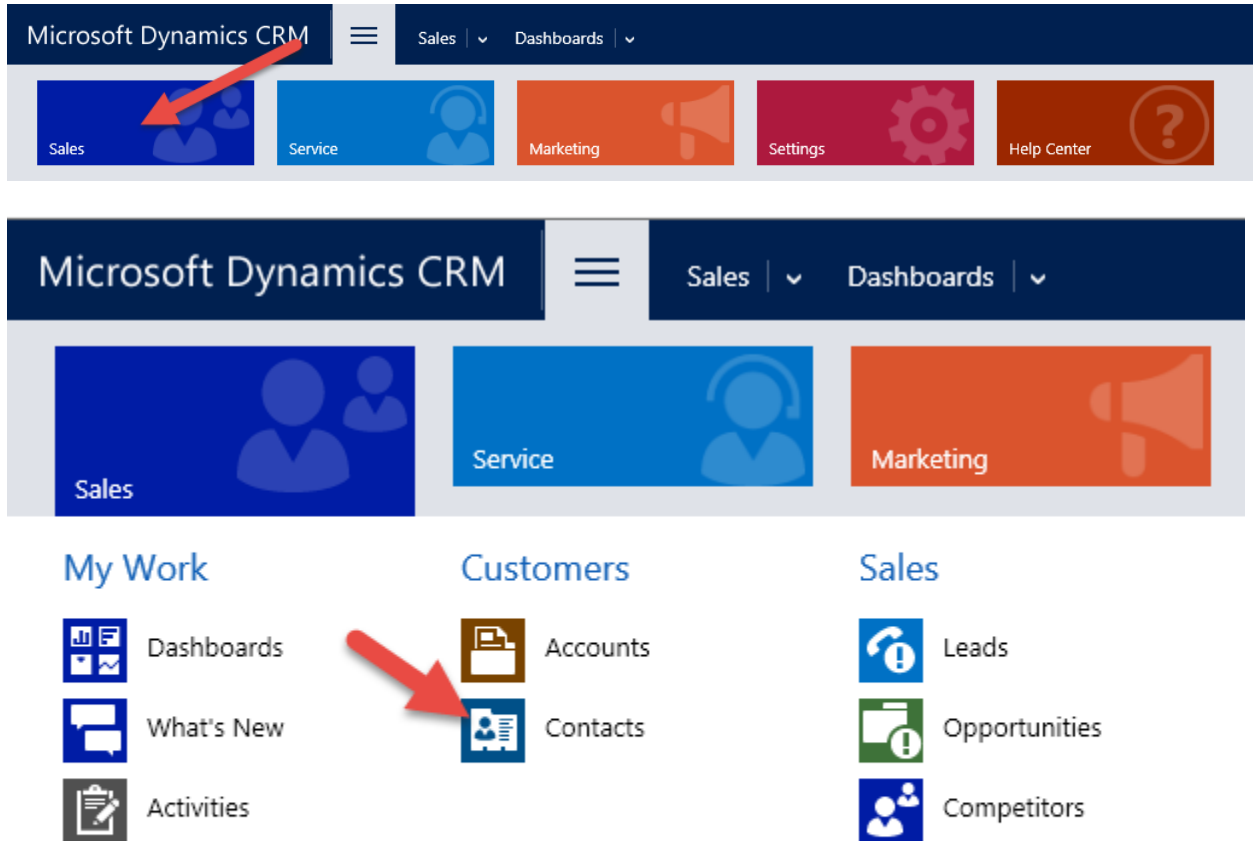 Microsoft Dynamics CRM Sales Dashboards
Sales Service Marketing Settings Help Center
Microsoft Dynamics CRM Sales Dashboards
Sales Service Marketing
My Work Customers Sales
Dashboards Accounts Leads
What's New Contacts Opportunities
Activities Competitors